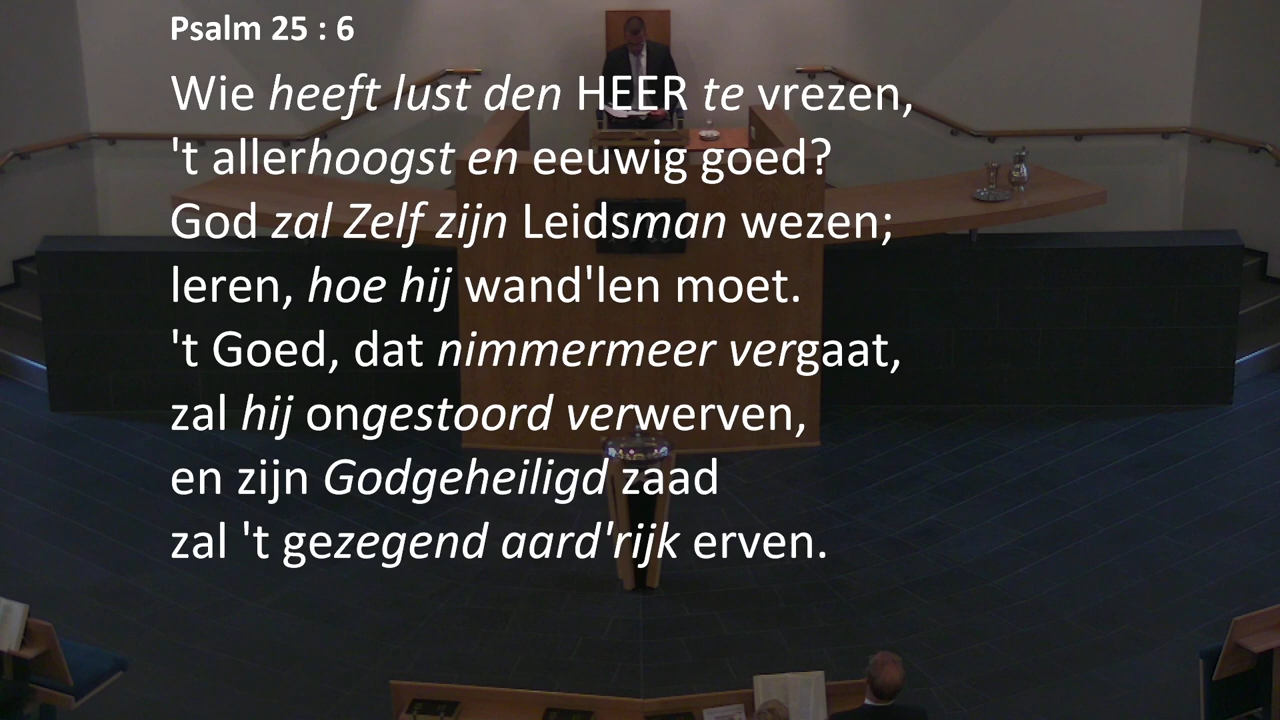 Psalm 25 : 6
Wie heeft lust den HEER te vrezen,
't allerhoogst en eeuwig goed?
God zal Zelf zijn Leidsman wezen;
leren, hoe hij wand'len moet.
't Goed, dat nimmermeer vergaat,
zal hij ongestoord verwerven,
en zijn Godgeheiligd zaad
zal 't gezegend aard'rijk erven.